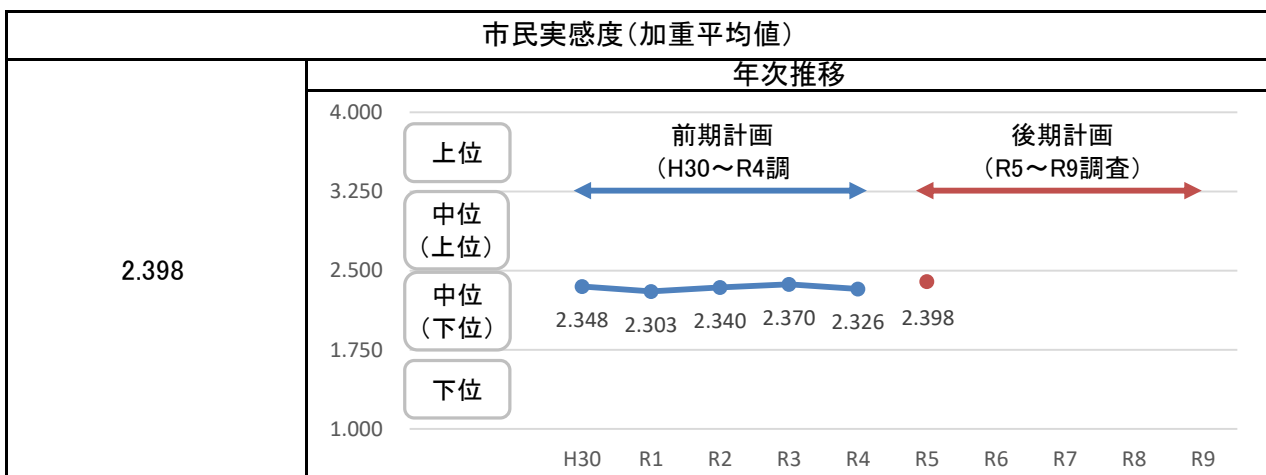 市民実感度(加重平均値)
年次推移
2.398
4.000
3.250
2.500
1.750
1.000
上位
中位
(上位)
中位
(下位)
下位
前期計画
(H30～R4調
後期計画
(R5～R9調査)
2.348 2.303 2.340 2.370 2.326 2.398
H30 R1 R2 R3 R4 R5 R6 R7 R8 R9